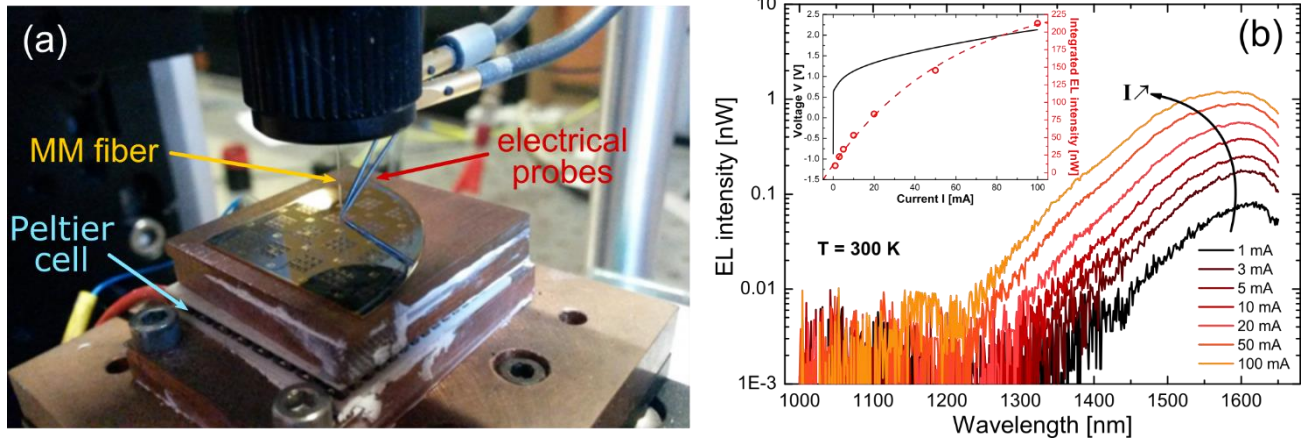 (a)
MM fiber
electrical
probes
Peltier
cell
(b)
EL intensity [nW]
10
1
0.1
0.01
1E-3
1000
1100
1200
1300
1400
1500
1600
Wavelength [nm]
T = 300 K
I↗
1 mA
3 mA
5 mA
10 mA
20 mA
50 mA
100 mA
Voltage V [V]
2.5
2.0
1.5
1.0
0.5
0.0
-0.5
-1.0
-1.5
0
20
40
60
80
100
Current I [mA]
225
200
175
150
125
100
75
50
25
0
Integrated EL
intensity [nW]